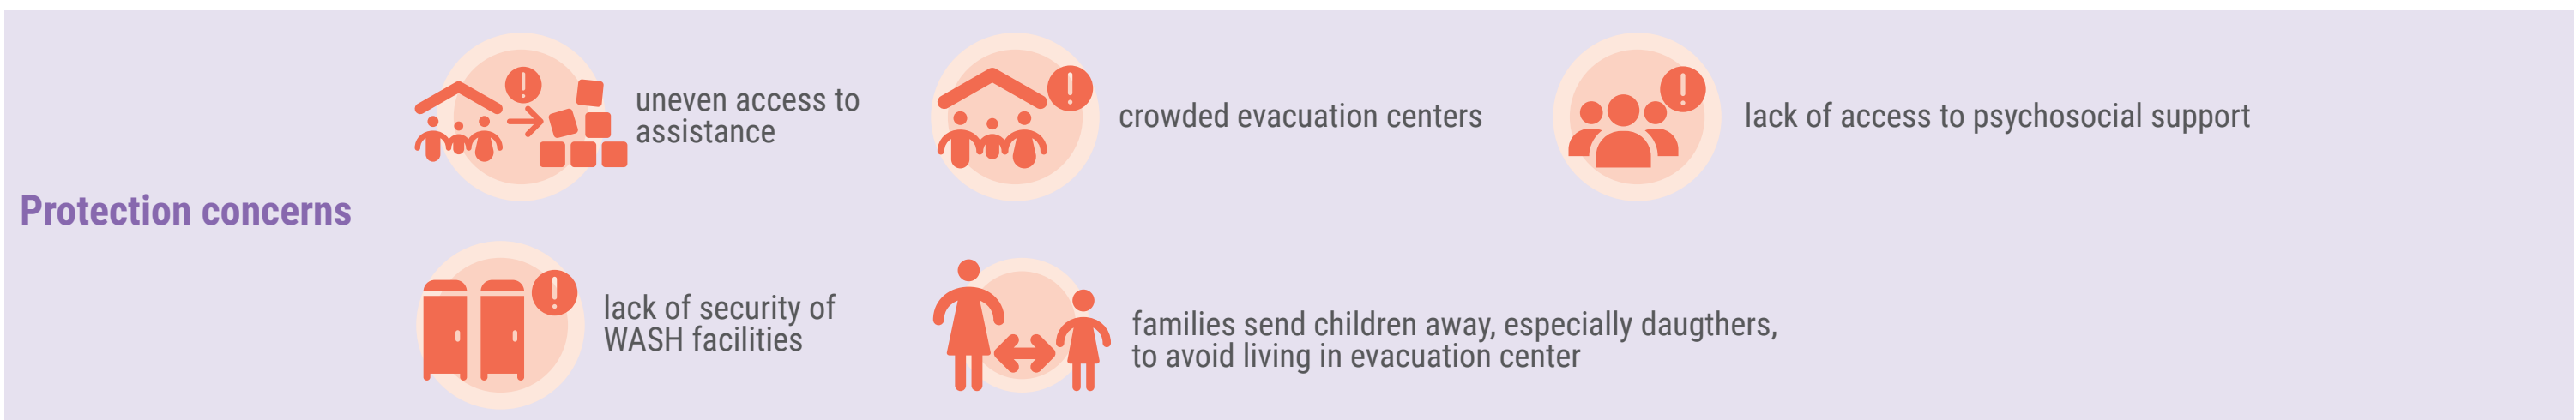 Protection concerns
uneven access to
assistance
crowded evacuation centers
lack of access to psychosocial support
lack of security of
WASH facilities
families send children away, especially daugthers,
to avoid living in evacuation center